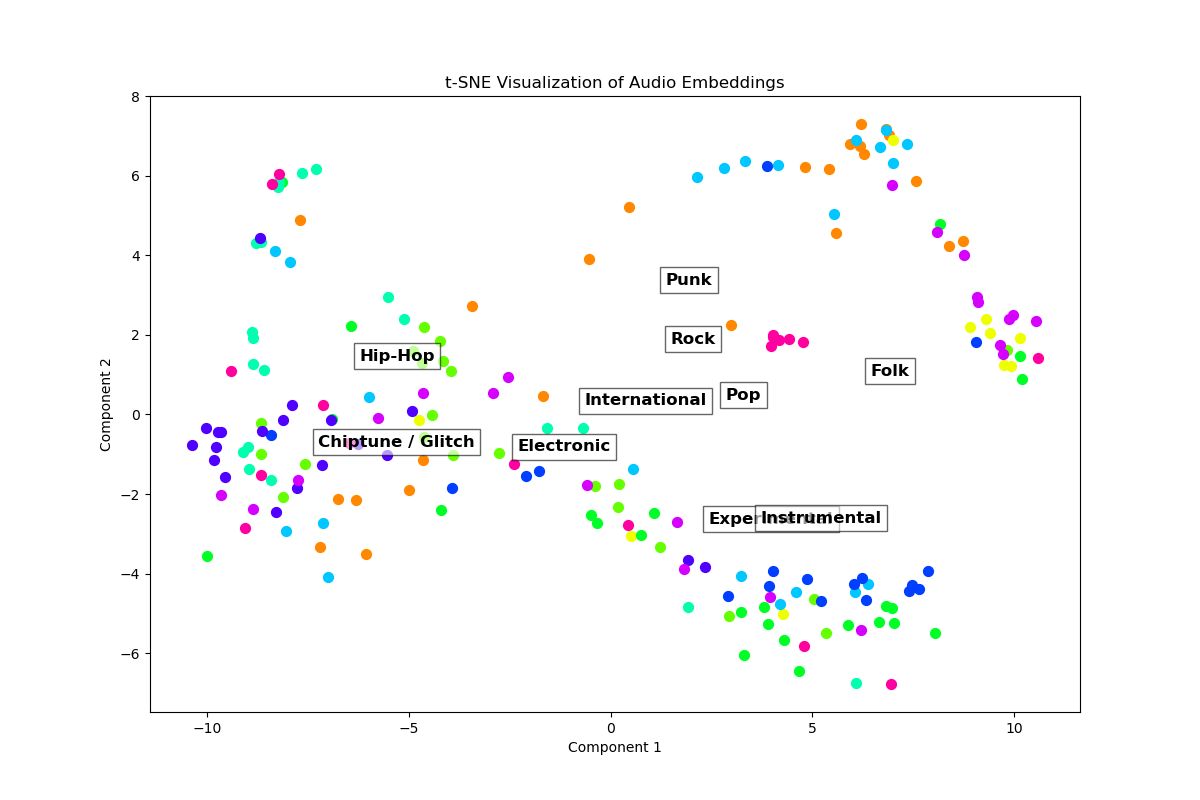 t-SNE Visualization of Audio Embeddings
8
6
4
2
0
−2
−4
−6
Component 2
Punk
Rock
Hip-Hop
Folk
Pop
International
Chiptune / Glitch
Electronic
Experimental
Instrumental
−10
−5
0
5
10
Component 1